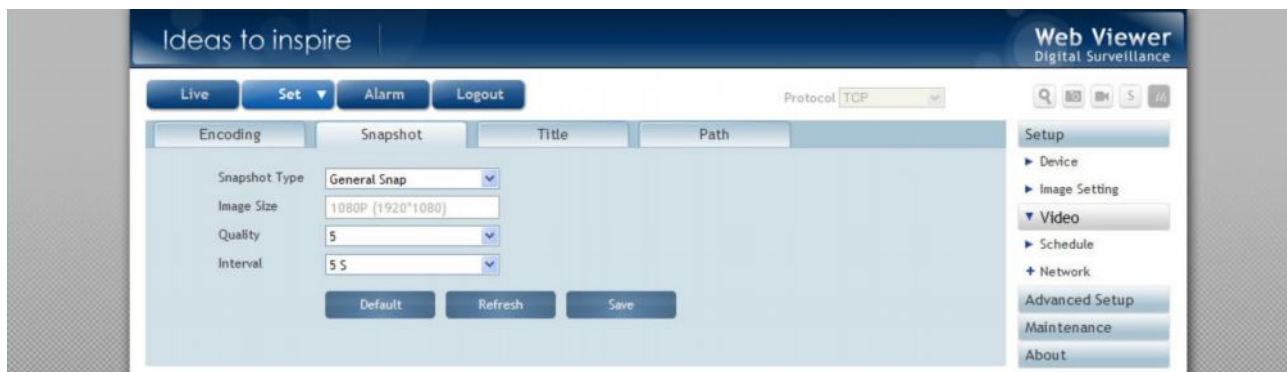 Ideas to inspire
Web Viewer
Digital Surveillance
Live Set Alarm Logout Protocol TCP
S
Encoding Snapshot Title Path
Setup
Device
Image Setting
Video
Schedule
Network
Advanced Setup
Maintenance
About
Snapshot Type General Snap
Image Size 1080P (1920*1080)
Quality 5
Interval 5 S
Default Refresh Save